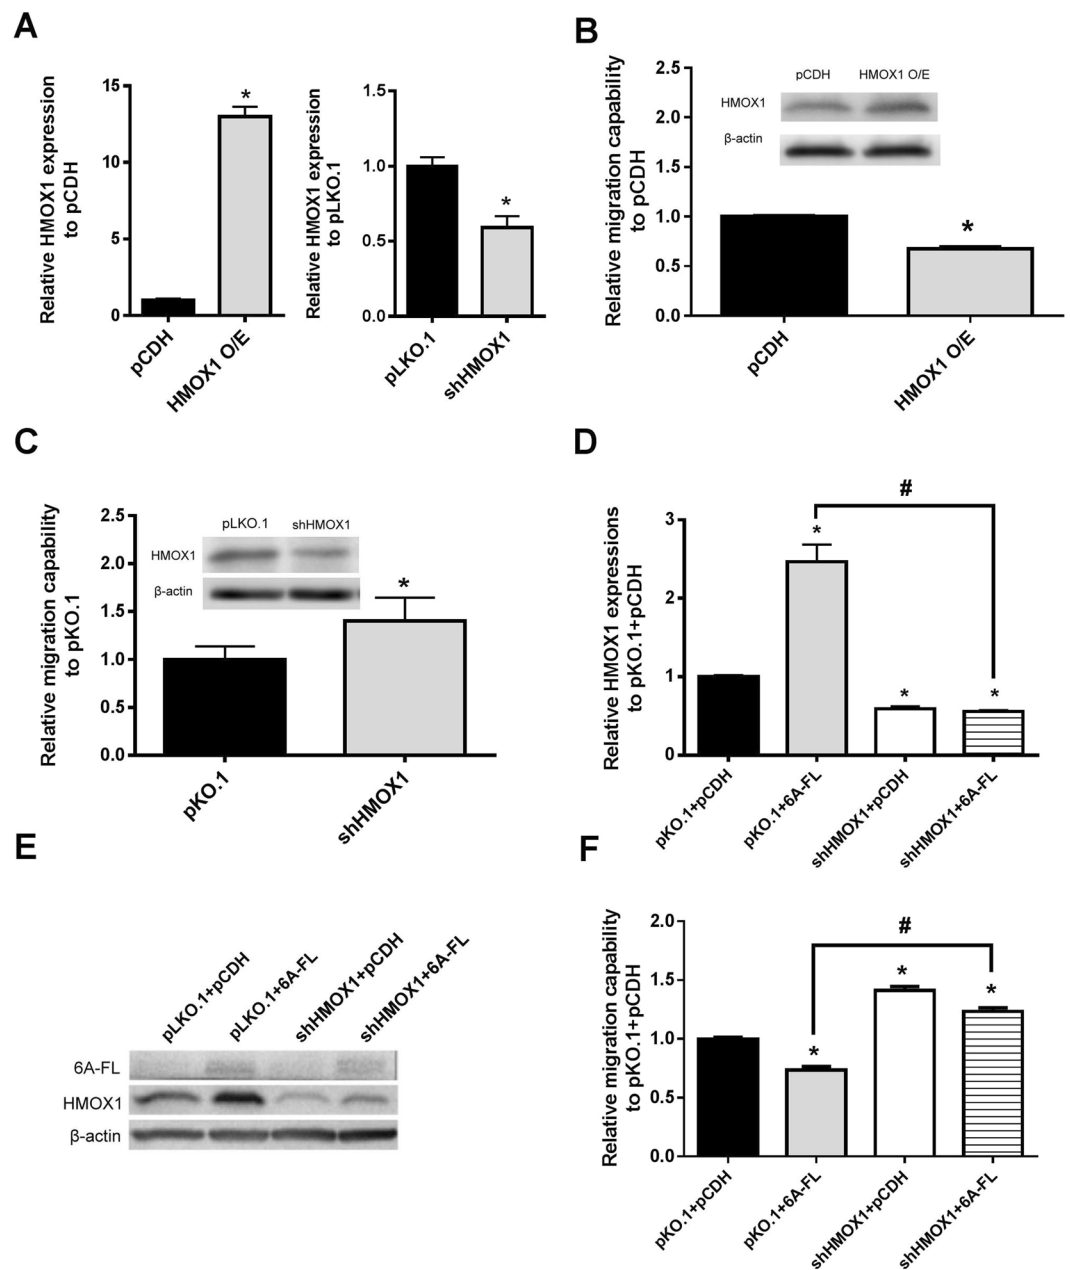 A
Relative HMOX1 expression
to pCDH
15
10
5
0
*
pCDH
HMOX1 O/E
Relative HMOX1 expression
to pLKO.1
1.5
1.0
0.5
0.0
*
pLKO.1
shHMOX1
B
Relative migration capability
to pCDH
2.5
2.0
1.5
1.0
0.5
0.0
pCDH HMOX1 O/E
HMOX1
β-actin
*
pCDH
HMOX1 O/E
C
Relative migration capability
to pKO.1
2.5
2.0
1.5
1.0
0.5
0.0
pLKO.1 shHMOX1
HMOX1
β-actin
*
pKO.1
shHMOX1
D
Relative HMOX1 expressions
to pKO.1+pCDH
3
2
1
0
#
*
*
*
pKO.1+pCDH
pKO.1+6A-FL
shHMOX1+pCDH
shHMOX1+6A-FL
E
pLKO.1+pCDH
pLKO.1+6A-FL
shHMOX1+pCDH
shHMOX1+6A-FL
6A-FL
HMOX1
β-actin
F
Relative migration capability
to pKO.1+pCDH
2.0
1.5
1.0
0.5
0.0
#
*
*
*
pKO.1+pCDH
pKO.1+6A-FL
shHMOX1+pCDH
shHMOX1+6A-FL